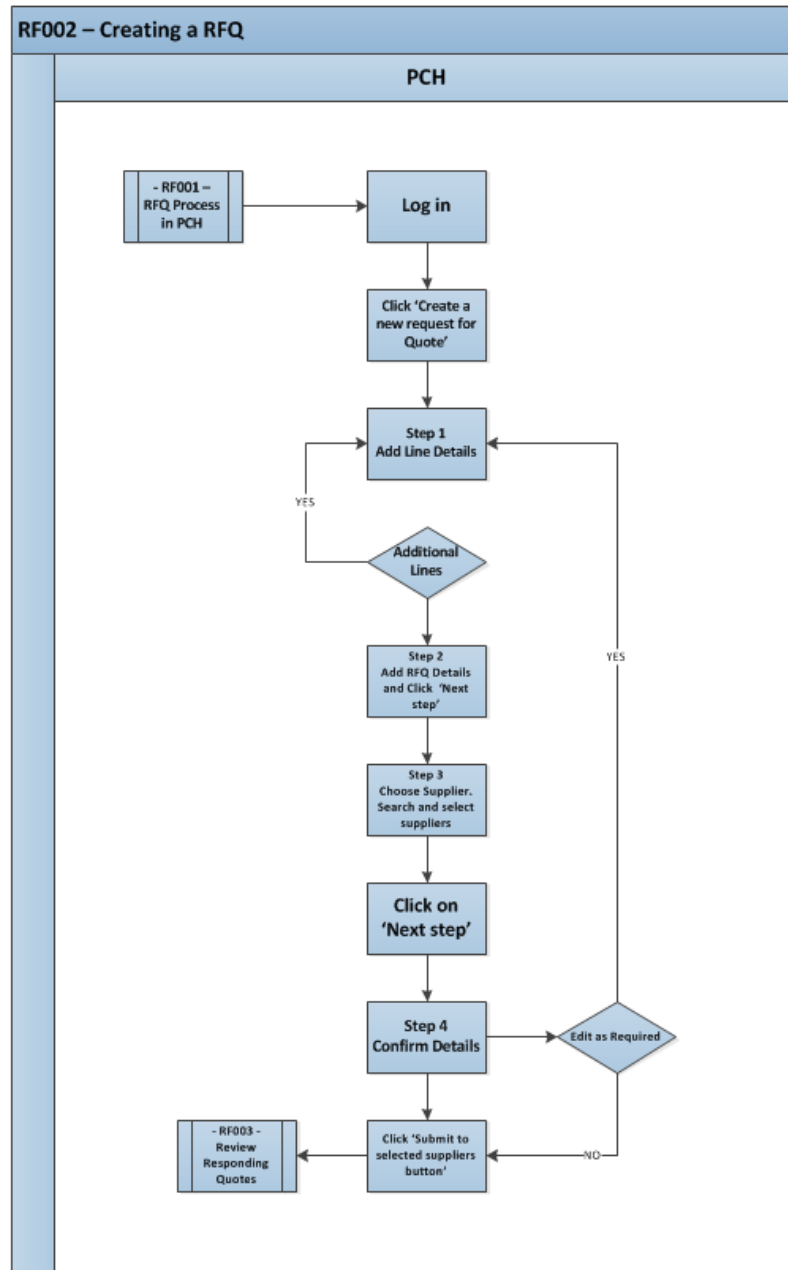 RF002 – Creating a RFQ
PCH
- RF001 –
RFQ Process
in PCH
Log in
Click ‘Create a
new request for
Quote’
Step 1
Add Line Details
YES
Additional
Lines
Step 2
Add RFQ Details
and Click ‘Next
step’
YES
Step 3
Choose Supplier.
Search and select
suppliers
Click on
‘Next step’
Step 4
Confirm Details
Edit as Required
- RF003 -
Review
Responding
Quotes
Click ‘Submit to
selected suppliers
button’
NO